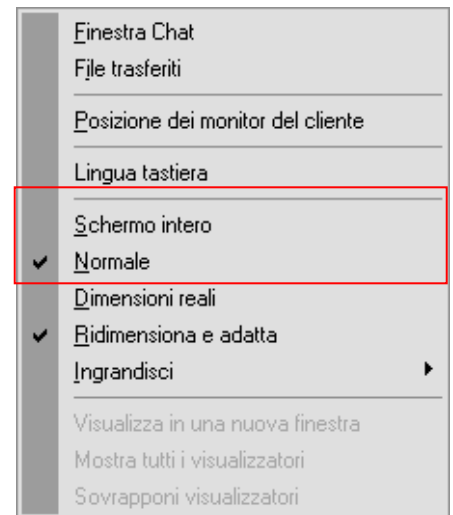 Finestra Chat
File trasferiti
Posizione dei monitor del cliente
Lingua tastiera
Schermo intero
Normale
Dimensioni reali
Ridimensiona e adatta
Ingrandisci
Visualizza in una nuova finestra
Mostra tutti i visualizzatori
Sovrapponi visualizzatori